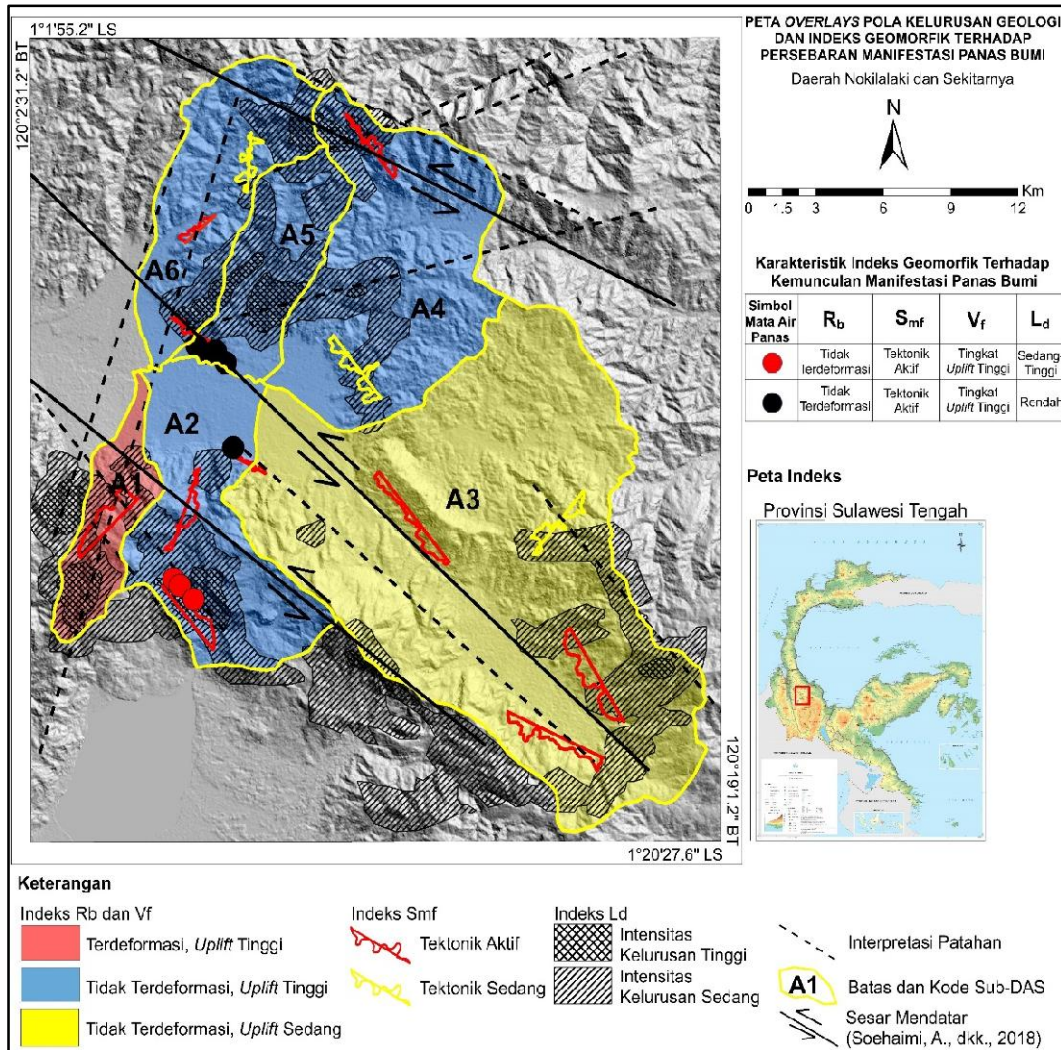 PETA OVERLAYS POLA KELURUSAN GEOLOGI
DAN INDEKS GEOMORFIK TERHADAP
PERSEBARAN MANIFESTASI PANAS BUMI
Daerah Nokilalaki can Sekitarnya
N
Km
0 1.5 3 6 9 12
Karakteristik Indeks Geomorfik Terhadap
Kemunculan Manifestasi Panas Bumi
Simbol Mata Air Panas Rb Smf Vf Ld
Tidak Terdeformasi Tektonik Aktif Tingkat Uplift Tinggi Sedang-Tinggi
Tidak Terdeformasi Tektonik Aktif Tingkat Uplift Tinggi Rendah
Peta Indeks
Provinsi Sulawesi Tengah
1°1'55.2" LS
120°2'31.2" BT
A5
A6
A4
A2
A1
A3
120°19'1.2" BT
1°20'27.6" LS
Keterangan
Indeks Rb dan Vf
Terdeformasi, Uplift Tinggi
Tidak Terdeformasi, Uplift Tinggi
Tidak Terdeformasi, Uplift Sedang
Indeks Smf
Tektonik Aktif
Tektonik Sedang
Indeks Ld
Intensitas
Kelurusan Tinggi
Intensitas
Kelurusan Sedang
Interpretasi Patahan
A1
Batas dan Kode Sub-DAS
Sesar Mendatar
(Soehaimi, A., dkk., 2018)